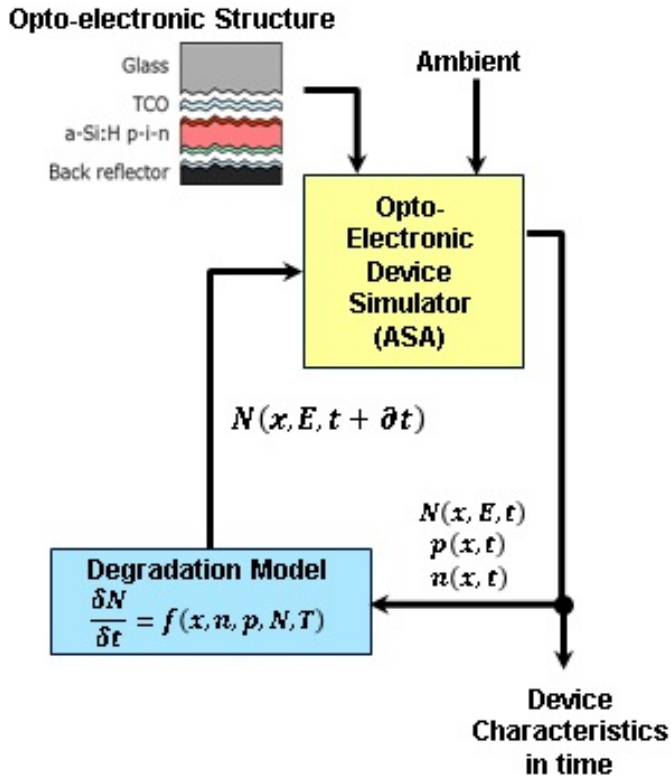 Opto-electronic Structure
Glass
TCO
a-Si:H p-i-n
Back reflector
Ambient
Opto-
Electronic
Device
Simulator
(ASA)
N(x, E, t + ∂t)
N(x, E, t)
p(x, t)
n(x, t)
Degradation Model
δN/δt = f(x, n, p, N, T)
Device
Characteristics
in time